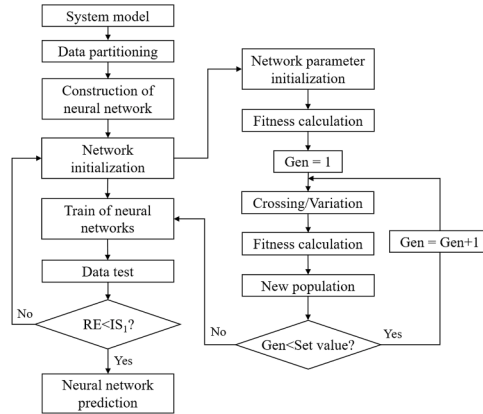 System model
Data partitioning
Construction of
neural network
Network
initialization
Train of neural
networks
Data test
RE<IS₁?
No
Yes
Neural network
prediction
Network parameter
initialization
Fitness calculation
Gen = 1
Crossing/Variation
Fitness calculation
Gen = Gen+1
New population
Gen<Set value?
No
Yes